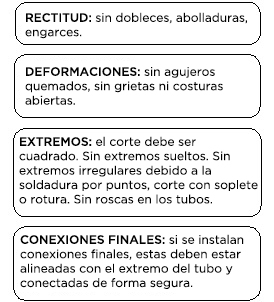 RECTITUD: sin dobleces, abolladuras,
engarces.
DEFORMACIONES: sin agujeros
quemados, sin grietas ni costuras
abiertas.
EXTREMOS: el corte debe ser
cuadrado. Sin extremos sueltos. Sin
extremos irregulares debido a la
soldadura por puntos, corte con soplete
o rotura. Sin roscas en los tubos.
CONEXIONES FINALES: si se instalan
conexiones finales, estas deben estar
alineadas con el extremo del tubo y
conectadas de forma segura.